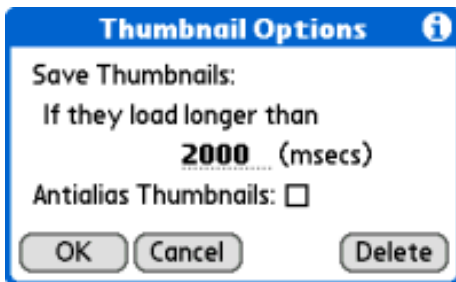 Thumbnail Options
Save Thumbnails:
If they load longer than
2000 (msecs)
Antialias Thumbnails:
OK Cancel Delete